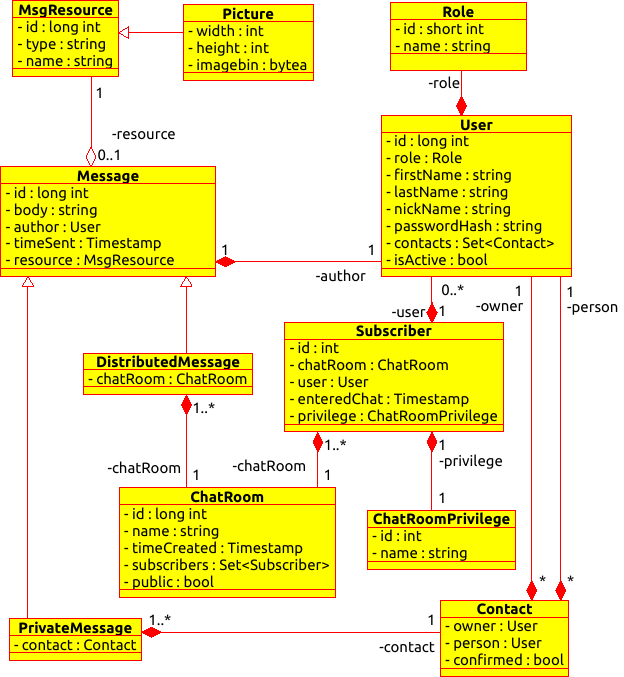 MsgResource
- id : long int
- type : string
- name : string
Picture
- width : int
- height : int
- imagebin : bytea
Role
- id : short int
- name : string
1
-resource
0..1
-role
User
- id : long int
- role : Role
- firstName : string
- lastName : string
- nickName : string
- passwordHash : string
- contacts : Set<Contact>
- isActive : bool
Message
- id : long int
- body : string
- author : User
- timeSent : Timestamp
- resource : MsgResource
1
1
-author
0..*
-user
1
1
-owner
1
-person
Subscriber
- id : int
- chatRoom : ChatRoom
- user : User
- enteredChat : Timestamp
- privilege : ChatRoomPrivilege
DistributedMessage
- chatRoom : ChatRoom
1..*
-chatRoom
1
1..*
-chatRoom
1
1
-privilege
1
ChatRoom
- id : long int
- name : string
- timeCreated : Timestamp
- subscribers : Set<Subscriber>
- public : bool
ChatRoomPrivilege
- id : int
- name : string
*
*
PrivateMessage
- contact : Contact
1..*
1
-contact
Contact
- owner : User
- person : User
- confirmed : bool